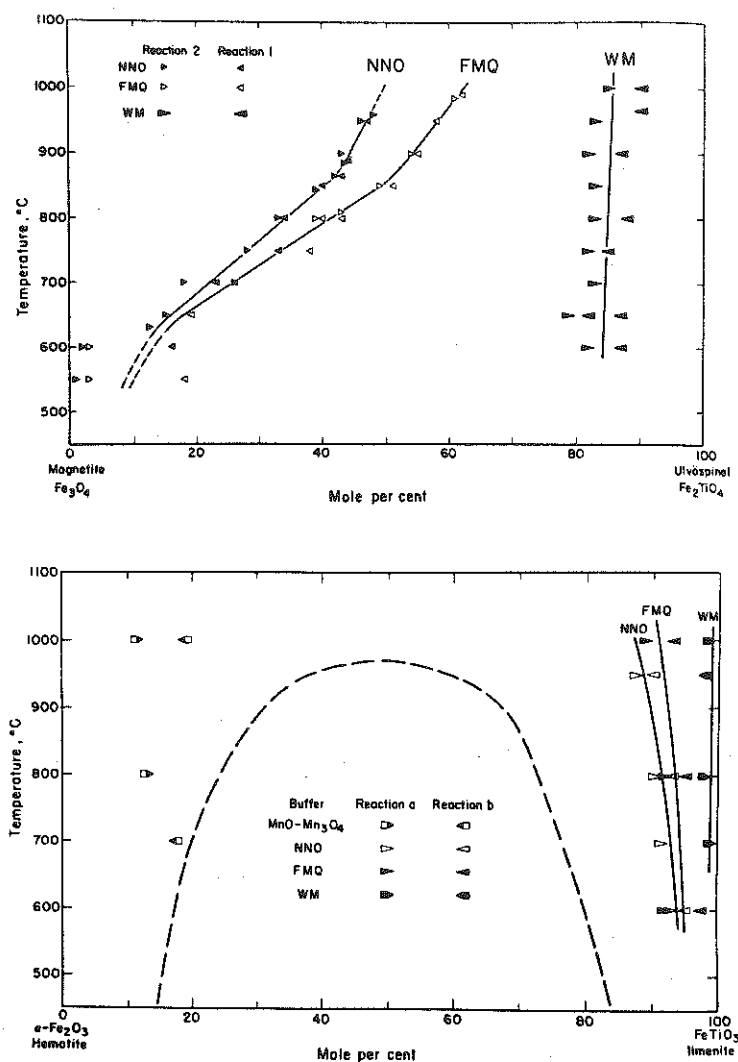 1100
Reaction 2 Reaction 1
NNO
FMQ
WM
NNO FMQ WM
1000
900
800
700
600
500
Temperature, °C
0 20 40 60 80 100
Magnetite
Fe₃O₄
Mole per cent
Ulvöspinel
Fe₂TiO₄
1100
1000
900
800
700
600
500
Temperature, °C
NNO FMQ WM
Buffer Reaction a Reaction b
MnO-Mn₃O₄
NNO
FMQ
WM
0 20 40 60 80 100
α-Fe₂O₃
Hematite
Mole per cent
FeTiO₃
Ilmenite